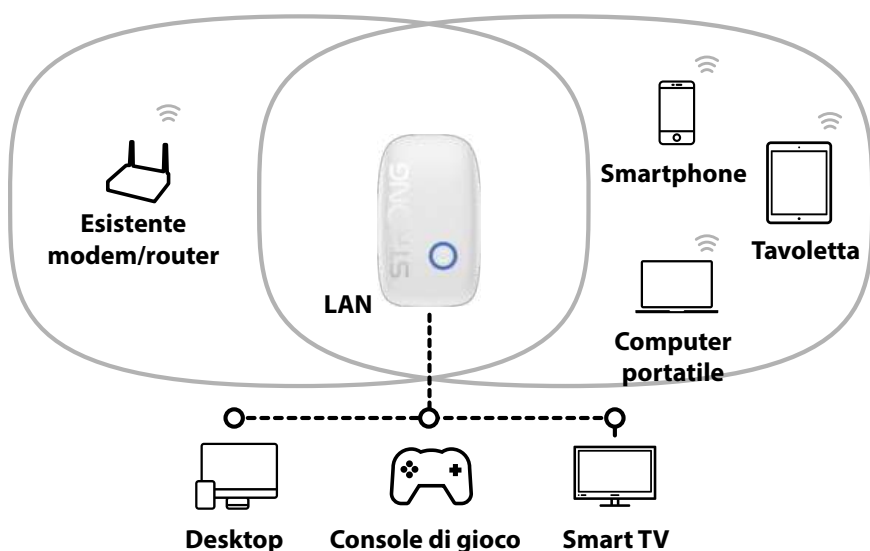 Smartphone
Esistente
modem/router
STRONG
Tavoletta
LAN
Computer
portatile
Desktop
Console di gioco
Smart TV